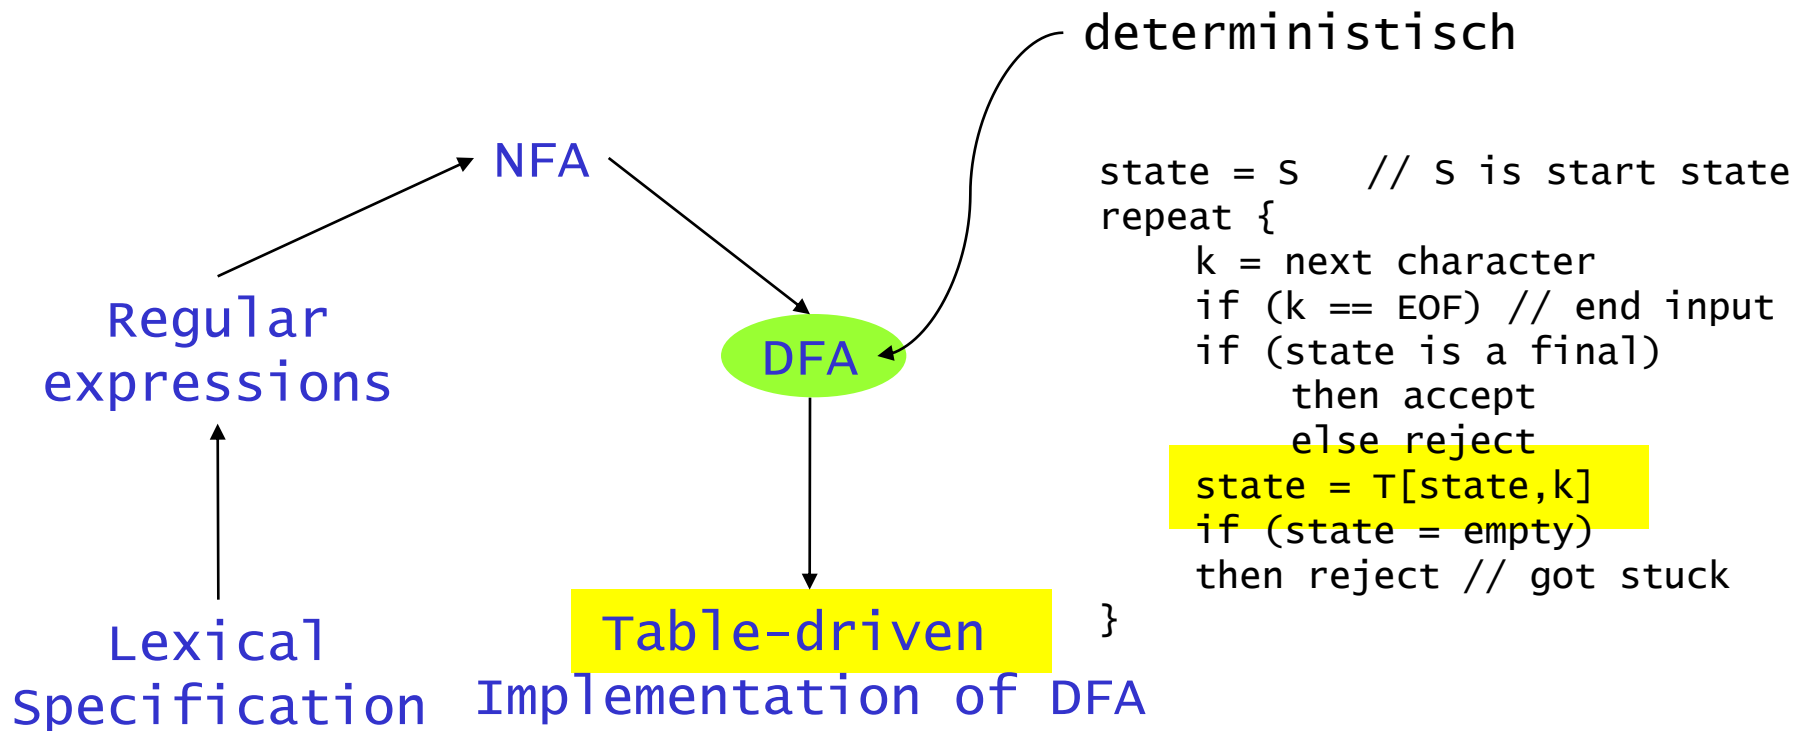 deterministisch
NFA
state = S // S is start state
repeat {
k = next character
if (k == EOF) // end input
if (state is a final)
then accept
else reject
state = T[state,k]
if (state = empty)
then reject // got stuck
}
Regular
expressions
DFA
Lexical
Specification
Table-driven
Implementation of DFA